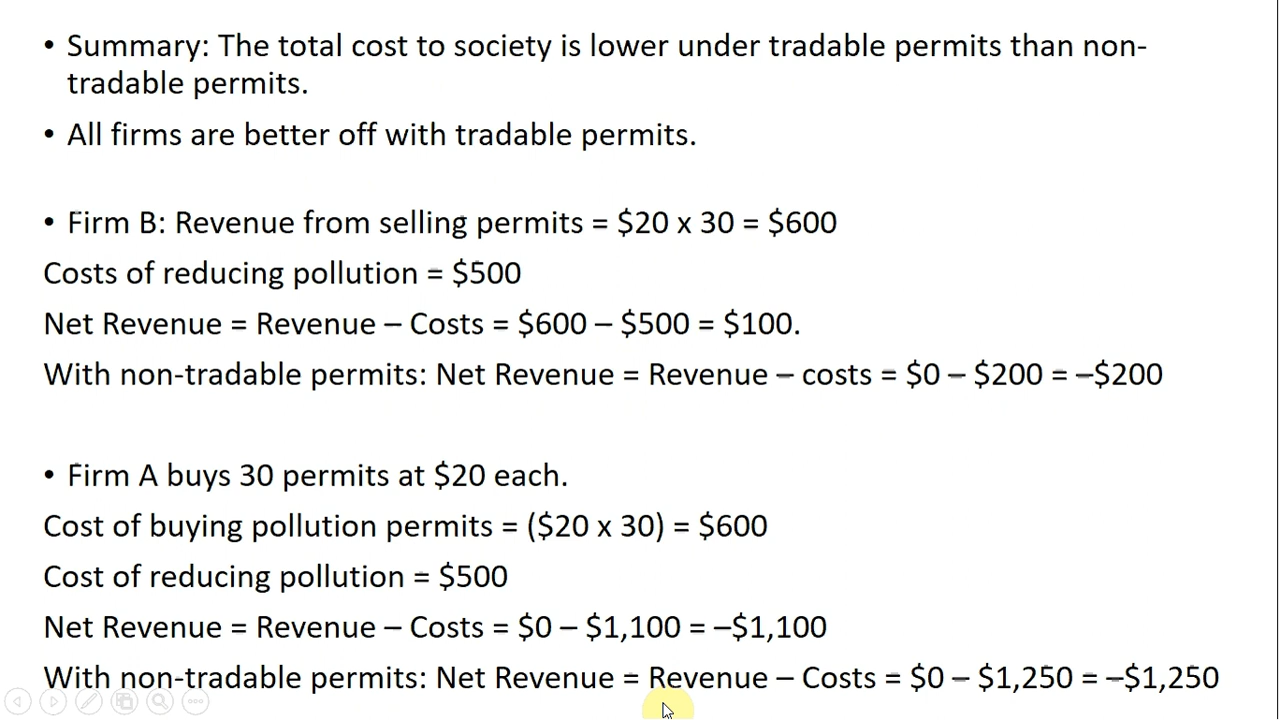 • Summary: The total cost to society is lower under tradable permits than non-
tradable permits.
• All firms are better off with tradable permits.
• Firm B: Revenue from selling permits = $20 x 30 = $600
Costs of reducing pollution = $500
Net Revenue = Revenue – Costs = $600 – $500 = $100.
With non-tradable permits: Net Revenue = Revenue – costs = $0 – $200 = –$200
• Firm A buys 30 permits at $20 each.
Cost of buying pollution permits = ($20 x 30) = $600
Cost of reducing pollution = $500
Net Revenue = Revenue – Costs = $0 – $1,100 = –$1,100
With non-tradable permits: Net Revenue = Revenue – Costs = $0 – $1,250 = –$1,250